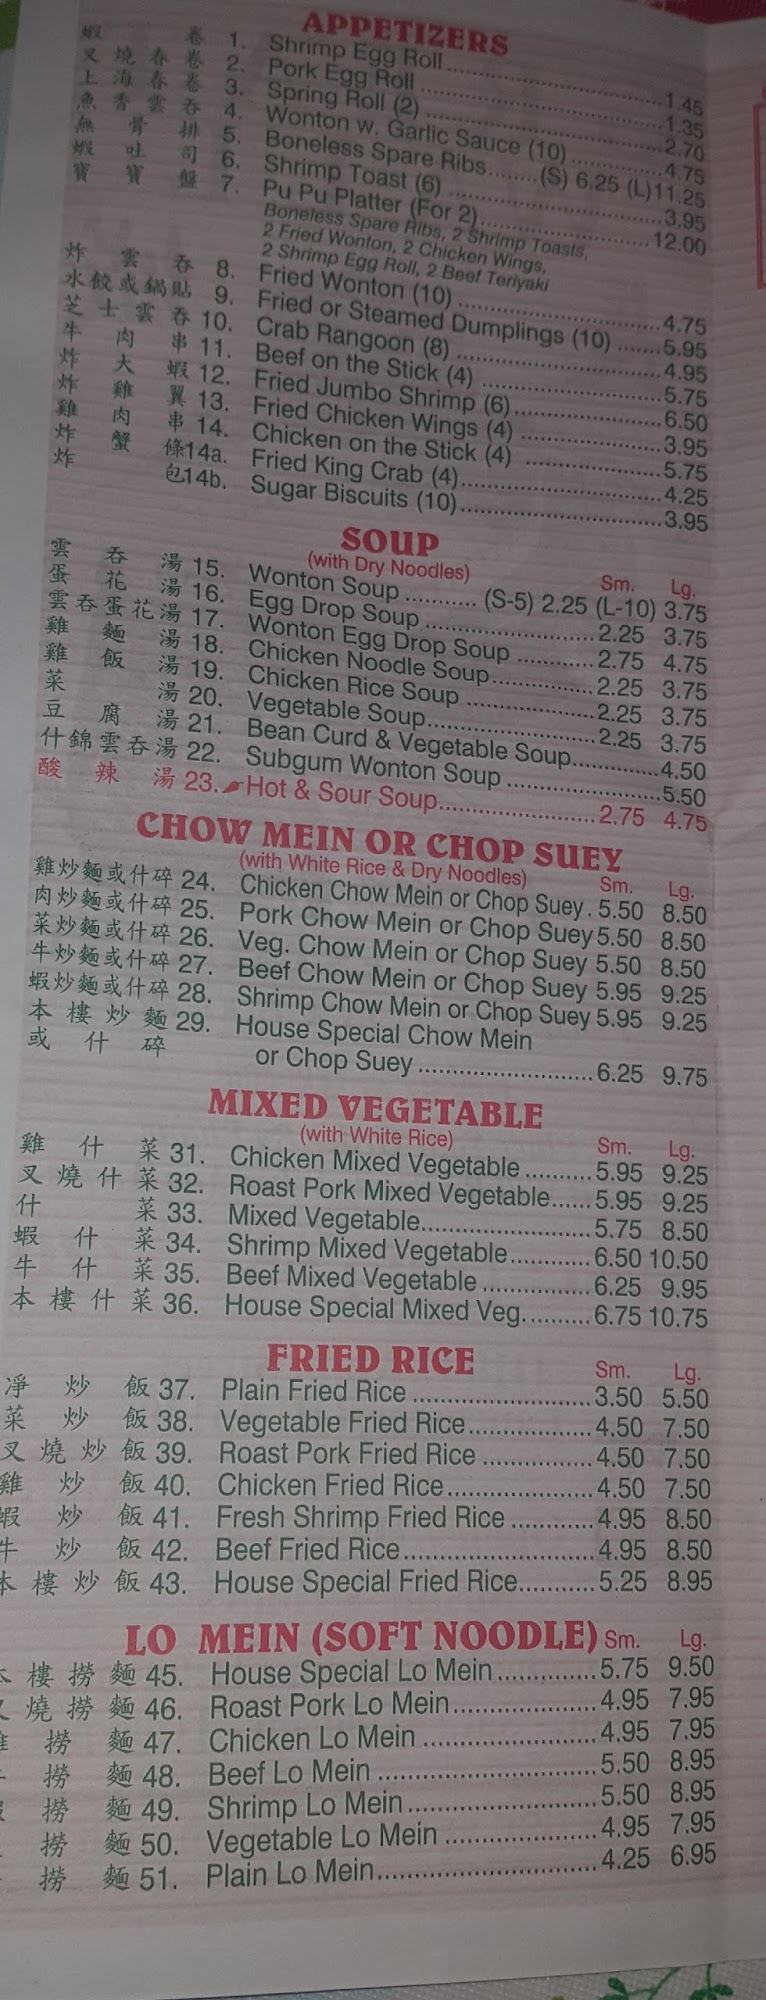 APPETIZERS
蝦 卷 1. Shrimp Egg Roll 1.45
叉燒春卷 2. Pork Egg Roll 1.35
上海春卷 3. Spring Roll (2) 2.70
魚香雲吞 4. Wonton w. Garlic Sauce (10) 4.75
無骨排 5. Boneless Spare Ribs (S) 6.25 (L)11.25
蝦吐司 6. Shrimp Toast (6) 3.95
寶寶盤 7. Pu Pu Platter (For 2) 12.00
Boneless Spare Ribs, 2 Shrimp Toasts,
2 Fried Wonton, 2 Chicken Wings,
2 Shrimp Egg Roll, 2 Beef Teriyaki
炸雲吞 8. Fried Wonton (10) 4.75
水餃或鍋貼 9. Fried or Steamed Dumplings (10) 5.95
芝士雲吞 10. Crab Rangoon (8) 4.95
牛肉串 11. Beef on the Stick (4) 5.75
炸大蝦 12. Fried Jumbo Shrimp (6) 6.50
炸雞翼 13. Fried Chicken Wings (4) 3.95
雞肉串 14. Chicken on the Stick (4) 5.75
炸蟹條 14a. Fried King Crab (4) 4.25
炸包 14b. Sugar Biscuits (10) 3.95
SOUP
(with Dry Noodles) Sm. Lg.
雲吞湯 15. Wonton Soup (S-5) 2.25 (L-10) 3.75
蛋花湯 16. Egg Drop Soup 2.25 3.75
雲吞蛋花湯 17. Wonton Egg Drop Soup 2.75 4.75
雞麵湯 18. Chicken Noodle Soup 2.25 3.75
雞飯湯 19. Chicken Rice Soup 2.25 3.75
菜湯 20. Vegetable Soup 2.25 3.75
豆腐湯 21. Bean Curd & Vegetable Soup 4.50
什錦雲吞湯 22. Subgum Wonton Soup 5.50
酸辣湯 23. Hot & Sour Soup 2.75 4.75
CHOW MEIN OR CHOP SUEY
(with White Rice & Dry Noodles) Sm. Lg.
雞炒麵或什碎 24. Chicken Chow Mein or Chop Suey 5.50 8.50
肉炒麵或什碎 25. Pork Chow Mein or Chop Suey 5.50 8.50
菜炒麵或什碎 26. Veg. Chow Mein or Chop Suey 5.50 8.50
牛炒麵或什碎 27. Beef Chow Mein or Chop Suey 5.95 9.25
蝦炒麵或什碎 28. Shrimp Chow Mein or Chop Suey 5.95 9.25
本樓炒麵 29. House Special Chow Mein
或什碎 or Chop Suey 6.25 9.75
MIXED VEGETABLE
(with White Rice) Sm. Lg.
雞什菜 31. Chicken Mixed Vegetable 5.95 9.25
叉燒什菜 32. Roast Pork Mixed Vegetable 5.95 9.25
什菜 33. Mixed Vegetable 5.75 8.50
蝦什菜 34. Shrimp Mixed Vegetable 6.50 10.50
牛什菜 35. Beef Mixed Vegetable 6.25 9.95
本樓什菜 36. House Special Mixed Veg. 6.75 10.75
FRIED RICE Sm. Lg.
凈炒飯 37. Plain Fried Rice 3.50 5.50
菜炒飯 38. Vegetable Fried Rice 4.50 7.50
叉燒炒飯 39. Roast Pork Fried Rice 4.50 7.50
雞炒飯 40. Chicken Fried Rice 4.50 7.50
蝦炒飯 41. Fresh Shrimp Fried Rice 4.95 8.50
牛炒飯 42. Beef Fried Rice 4.95 8.50
本樓炒飯 43. House Special Fried Rice 5.25 8.95
LO MEIN (SOFT NOODLE) Sm. Lg.
本樓撈麵 45. House Special Lo Mein 5.75 9.50
燒撈麵 46. Roast Pork Lo Mein 4.95 7.95
撈麵 47. Chicken Lo Mein 4.95 7.95
撈麵 48. Beef Lo Mein 5.50 8.95
撈麵 49. Shrimp Lo Mein 5.50 8.95
撈麵 50. Vegetable Lo Mein 4.95 7.95
撈麵 51. Plain Lo Mein 4.25 6.95